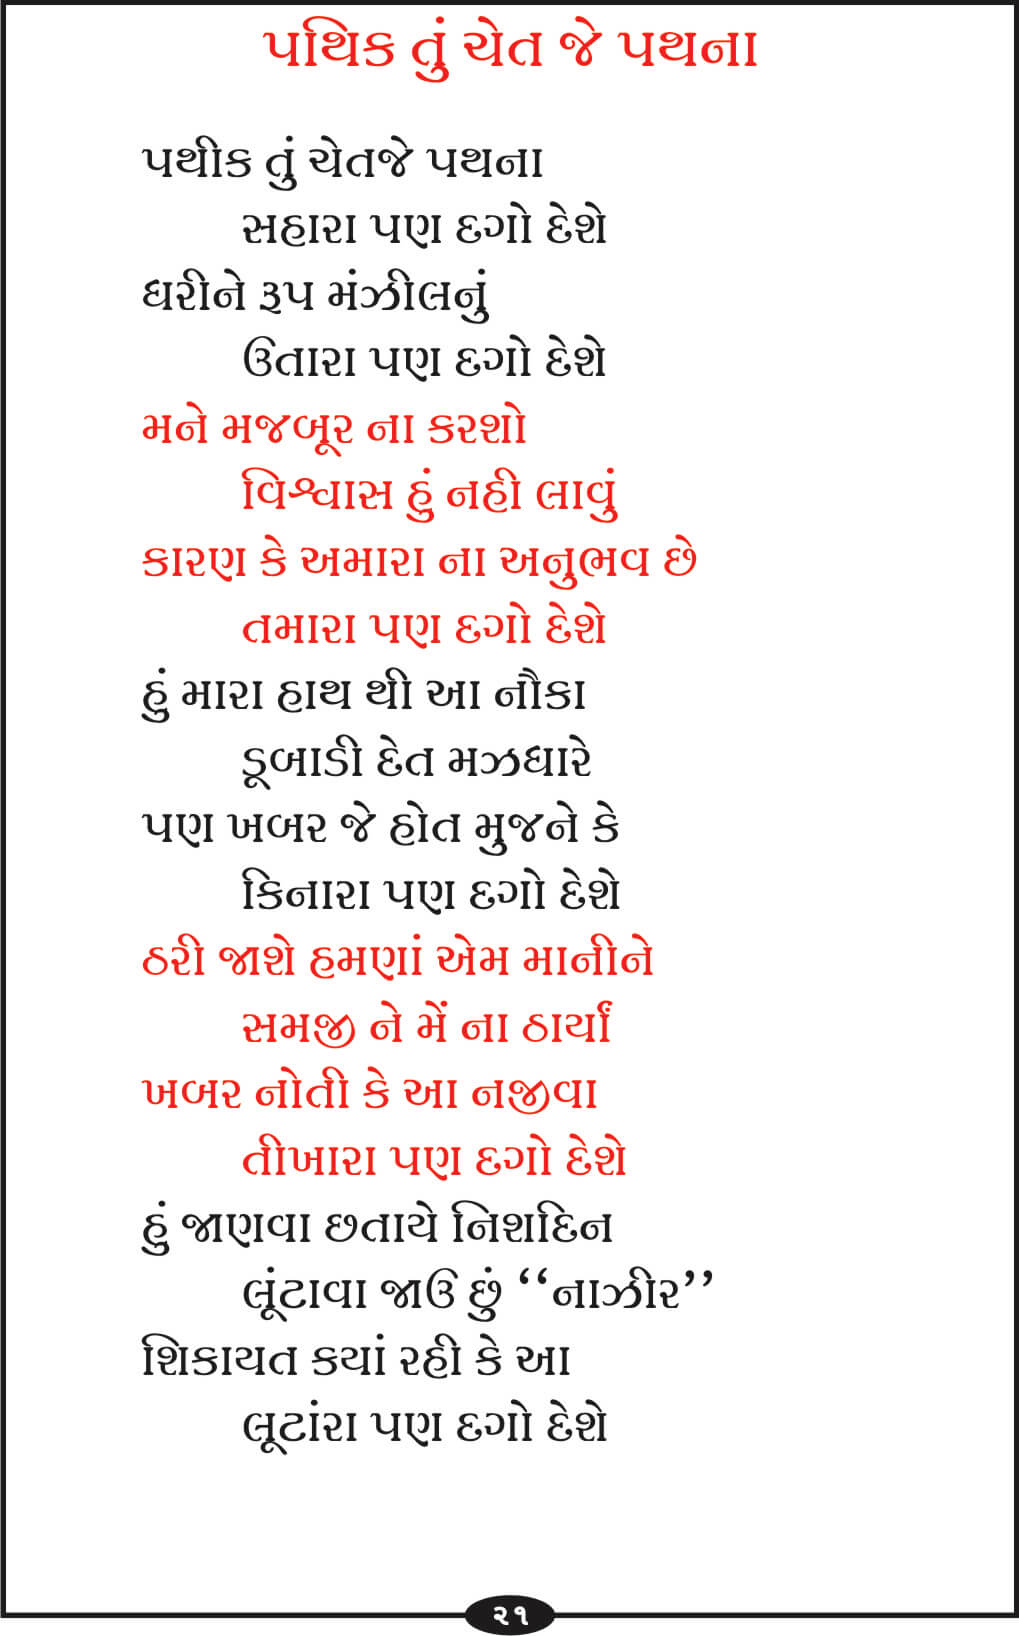 પથિક તું ચેત જે પથના
પથીક તું ચેતજે પથના
સહારા પણ દગો દેશે
ધરીને રૂપ મંઝીલનું
ઉતારા પણ દગો દેશે
મને મજબૂર ના કરશો
વિશ્વાસ હું નહી લાવું
કારણ કે અમારા ના અનુભવ છે
તમારા પણ દગો દેશે
હું મારા હાથ થી આ નૌકા
ડૂબાડી દેત મઝધારે
પણ ખબર જે હોત મુજને કે
કિનારા પણ દગો દેશે
ઠરી જાશે હમણાં એમ માનીને
સમજી ને મેં ના ઠાર્યાં
ખબર નોતી કે આ નજીવા
તીખારા પણ દગો દેશે
હું જાણવા છતાયે નિશદિન
લૂંટાવા જાઉ છું ‘‘નાઝીર’’
શિકાયત કયાં રહી કે આ
લૂટાંરા પણ દગો દેશે
૨૧